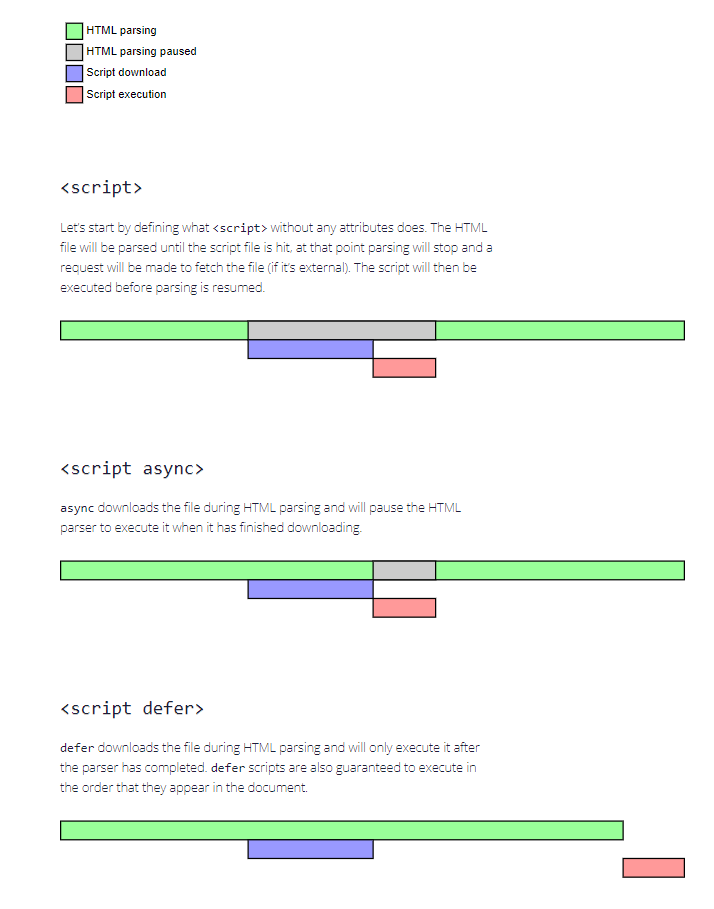 HTML parsing
HTML parsing paused
Script download
Script execution
<script>
Let's start by defining what <script> without any attributes does. The HTML
file will be parsed until the script file is hit, at that point parsing will stop and a
request will be made to fetch the file (if it's external). The script will then be
executed before parsing is resumed.
<script async>
async downloads the file during HTML parsing and will pause the HTML
parser to execute it when it has finished downloading.
<script defer>
defer downloads the file during HTML parsing and will only execute it after
the parser has completed. defer scripts are also guaranteed to execute in
the order that they appear in the document.